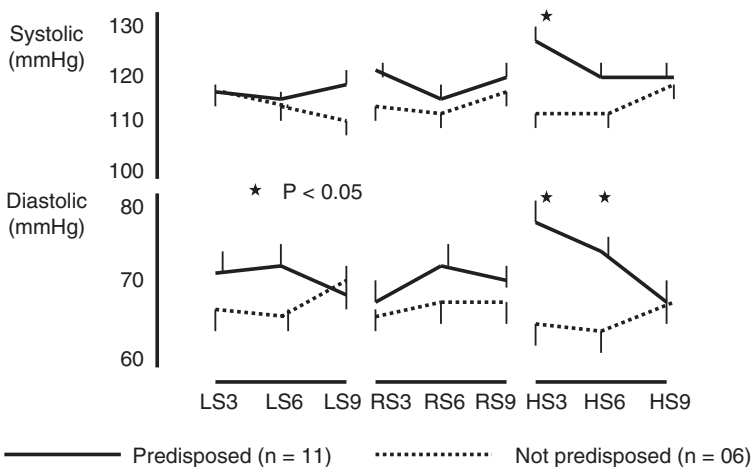 Systolic
(mmHg)
130
120
110
100
Diastolic
(mmHg)
★ P < 0.05
80
70
60
LS3 LS6 LS9 RS3 RS6 RS9 HS3 HS6 HS9
Predisposed (n = 11) Not predisposed (n = 06)